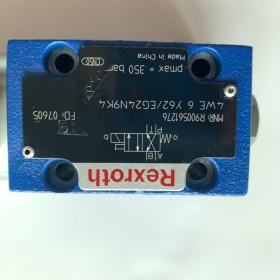 Rexroth
FD: 07605
MNR: R900561276
4WE 6 Y62/EG24N9K4
pmax = 350 bar
Made in China
A B
a
b
P T